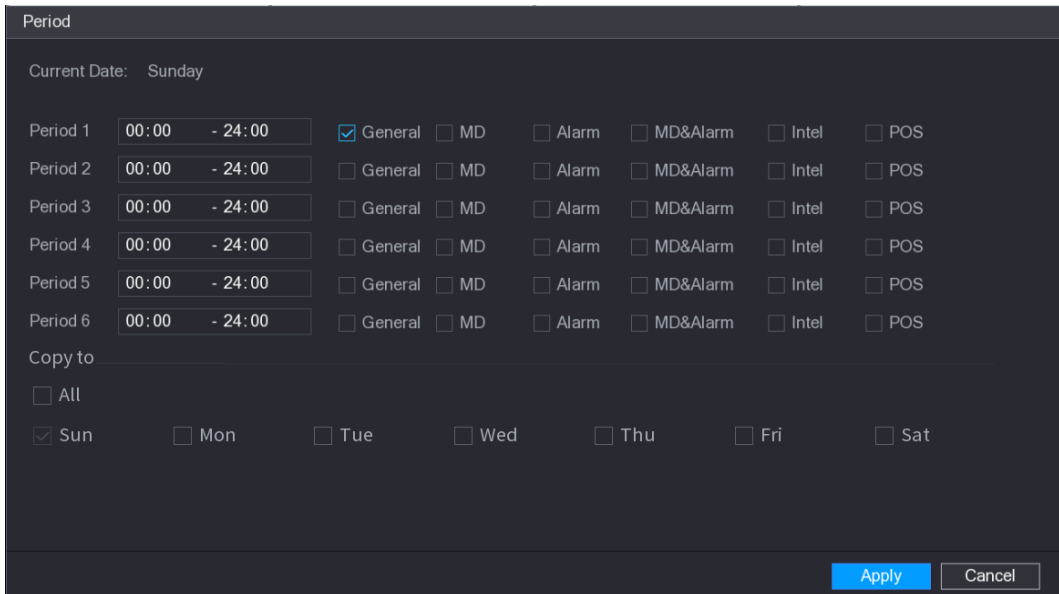 Period
Current Date: Sunday
Period 1 00:00 - 24:00 General MD Alarm MD&Alarm Intel POS
Period 2 00:00 - 24:00 General MD Alarm MD&Alarm Intel POS
Period 3 00:00 - 24:00 General MD Alarm MD&Alarm Intel POS
Period 4 00:00 - 24:00 General MD Alarm MD&Alarm Intel POS
Period 5 00:00 - 24:00 General MD Alarm MD&Alarm Intel POS
Period 6 00:00 - 24:00 General MD Alarm MD&Alarm Intel POS
Copy to
All
Sun Mon Tue Wed Thu Fri Sat
Apply Cancel